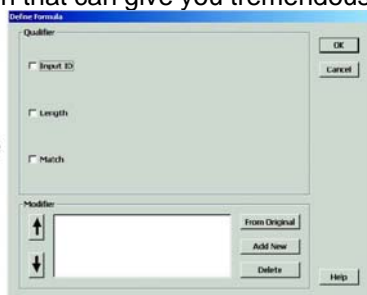 n that can give you tremendous
Define Formula
Qualifier
OK
Input ID
Cancel
Length
Match
Modifier
From Original
Add New
Delete
Help